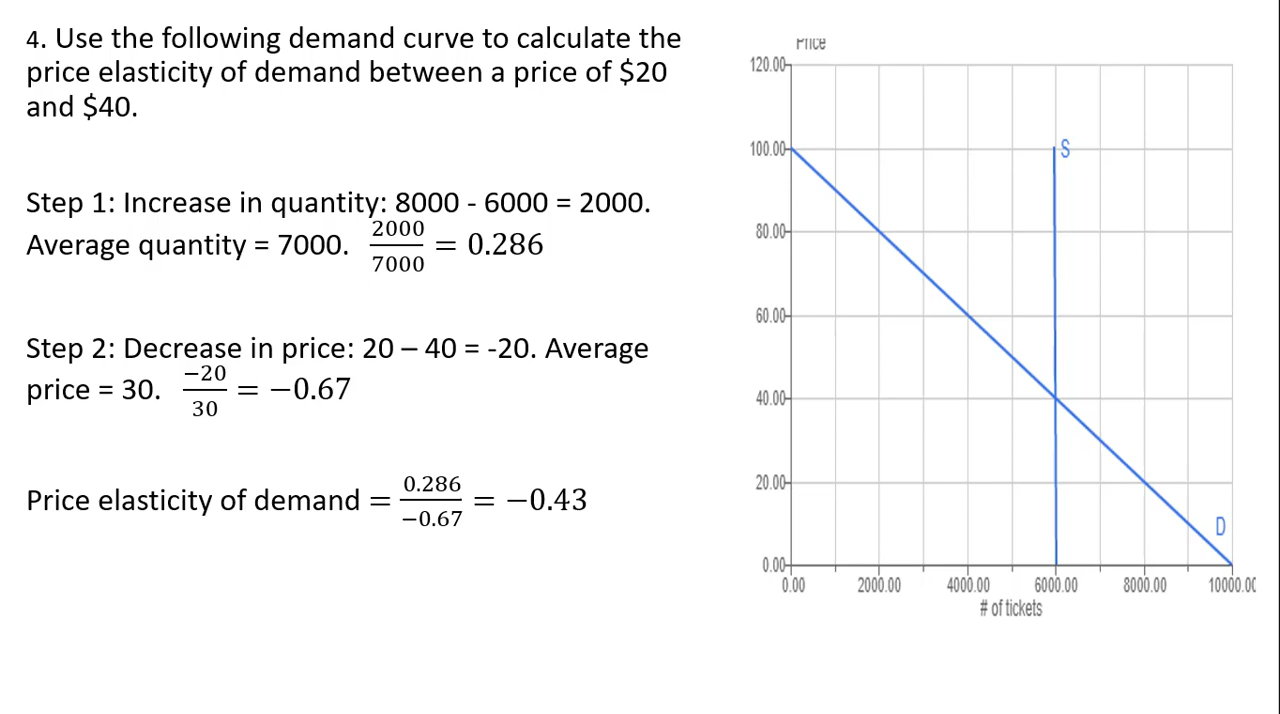 4. Use the following demand curve to calculate the
price elasticity of demand between a price of $20
and $40.
Step 1: Increase in quantity: 8000 - 6000 = 2000.
Average quantity = 7000. 2000/7000 = 0.286
Step 2: Decrease in price: 20 – 40 = -20. Average
price = 30. −20/30 = −0.67
Price elasticity of demand = 0.286/−0.67 = −0.43
Price
120.00
100.00
S
80.00
60.00
40.00
20.00
D
0.00
0.00 2000.00 4000.00 6000.00 8000.00 10000.00
# of tickets